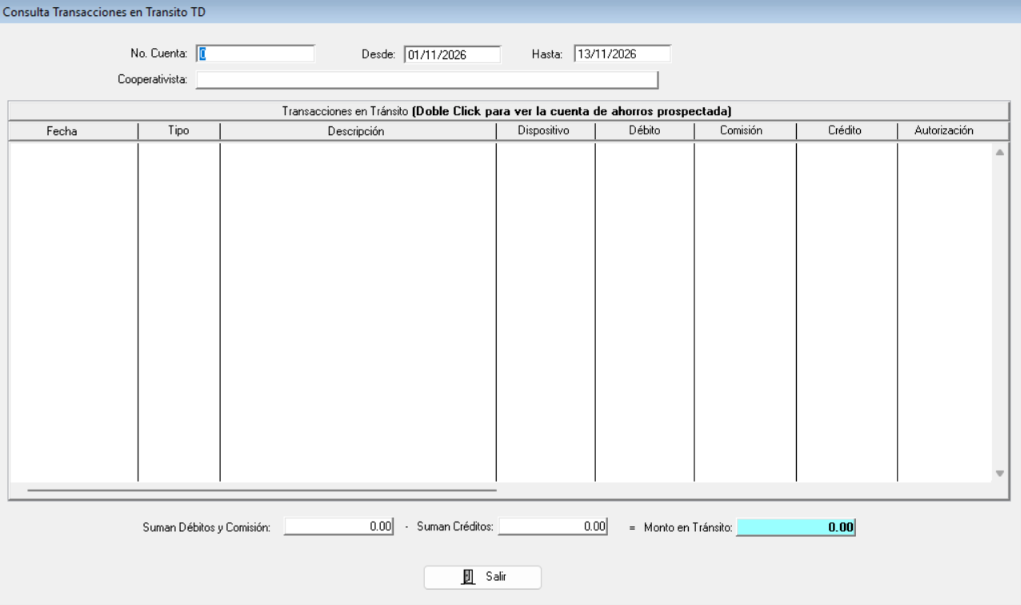 Consulta Transacciones en Transito TD
No. Cuenta: 0 Desde: 01/11/2026 Hasta: 13/11/2026
Cooperativista:
Transacciones en Tránsito (Doble Click para ver la cuenta de ahorros prospectada)
Fecha Tipo Descripción Dispositivo Débito Comisión Crédito Autorización
Suman Débitos y Comisión: 0.00 - Suman Créditos: 0.00 = Monto en Tránsito: 0.00
Salir